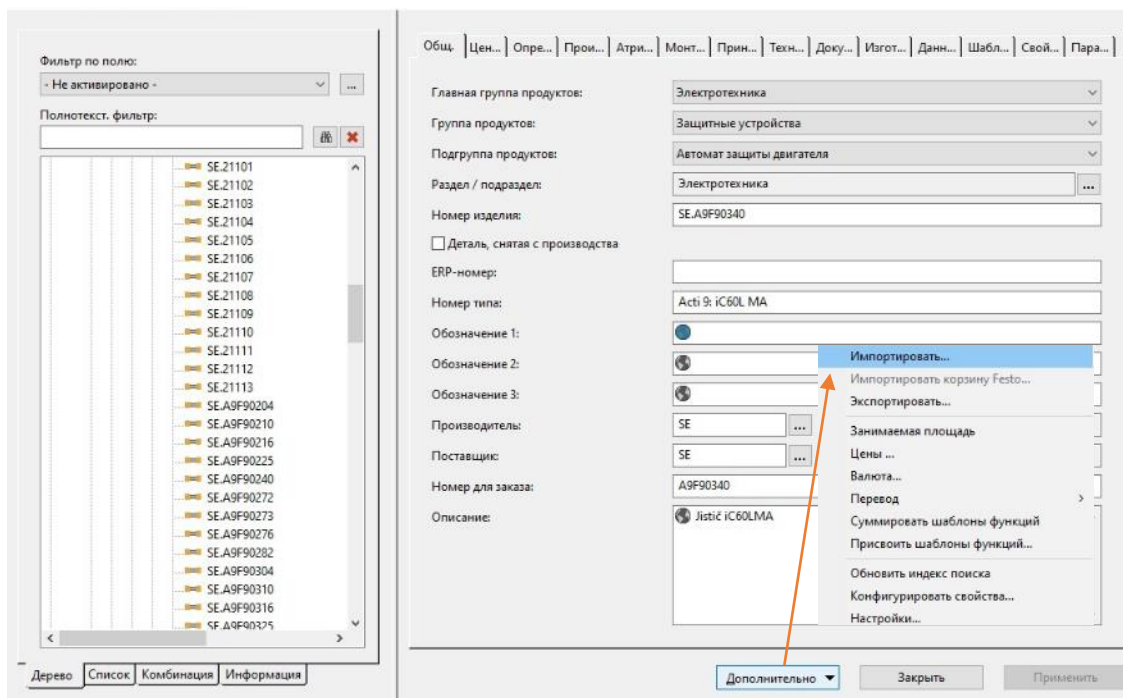 Фильтр по полю:
- Не активировано -
...
Полнотекст. фильтр:
SE.21101
SE.21102
SE.21103
SE.21104
SE.21105
SE.21106
SE.21107
SE.21108
SE.21109
SE.21110
SE.21111
SE.21112
SE.21113
SE.A9F90204
SE.A9F90210
SE.A9F90216
SE.A9F90225
SE.A9F90240
SE.A9F90272
SE.A9F90273
SE.A9F90276
SE.A9F90282
SE.A9F90304
SE.A9F90310
SE.A9F90316
SE.A9F90325
Дерево Список Комбинация Информация
Общ. Цен... Опре... Прои... Атри... Монт... Прин... Техн... Доку... Изгот... Данн... Шабл... Свой... Пара...
Главная группа продуктов: Электротехника
Группа продуктов: Защитные устройства
Подгруппа продуктов: Автомат защиты двигателя
Раздел / подраздел: Электротехника ...
Номер изделия: SE.A9F90340
Деталь, снятая с производства
ERP-номер:
Номер типа: Acti 9: iC60L MA
Обозначение 1:
Обозначение 2:
Обозначение 3:
Производитель: SE ...
Поставщик: SE ...
Номер для заказа: A9F90340
Описание: Jistič iC60LMA
Импортировать...
Импортировать корзину Festo...
Экспортировать...
Занимаемая площадь
Цены ...
Валюта...
Перевод
Суммировать шаблоны функций
Присвоить шаблоны функций...
Обновить индекс поиска
Конфигурировать свойства...
Настройки...
Дополнительно Закрыть Применить